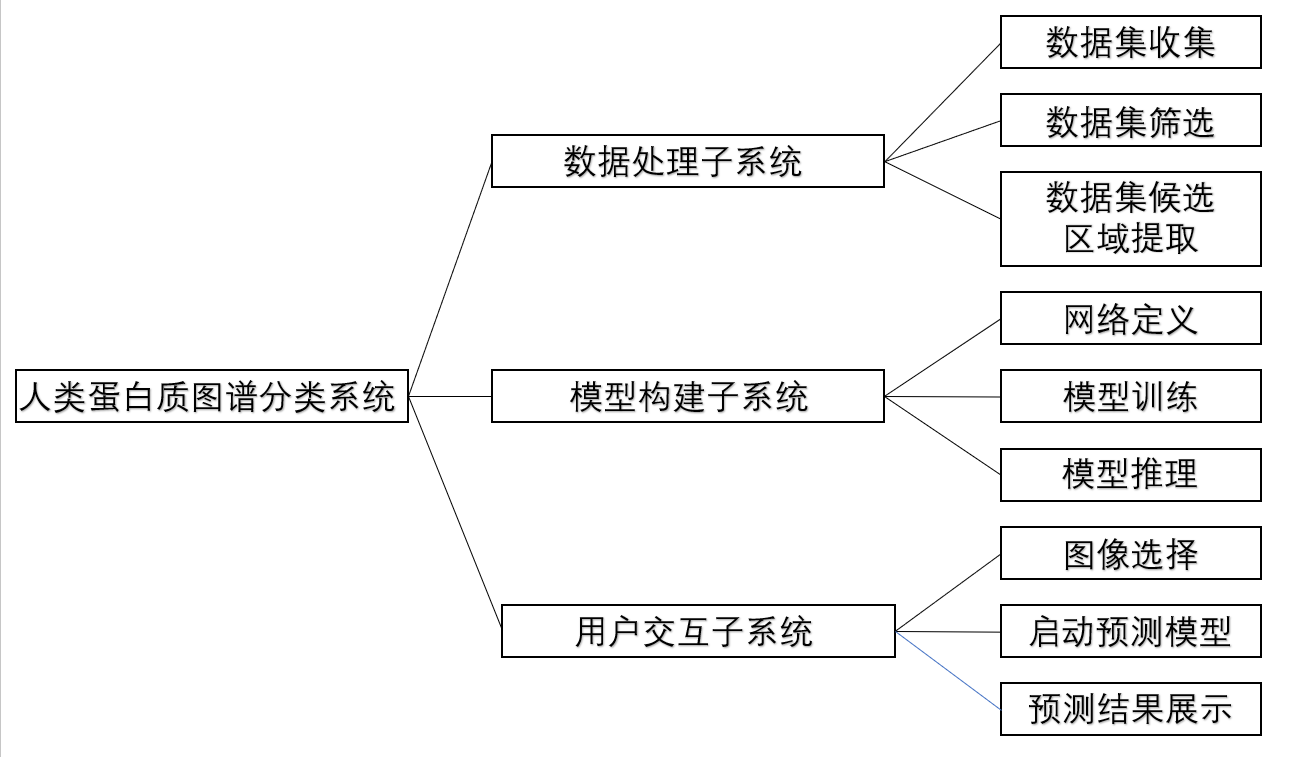 人类蛋白质图谱分类系统
数据处理子系统
数据集收集
数据集筛选
数据集候选
区域提取
模型构建子系统
网络定义
模型训练
模型推理
用户交互子系统
图像选择
启动预测模型
预测结果展示